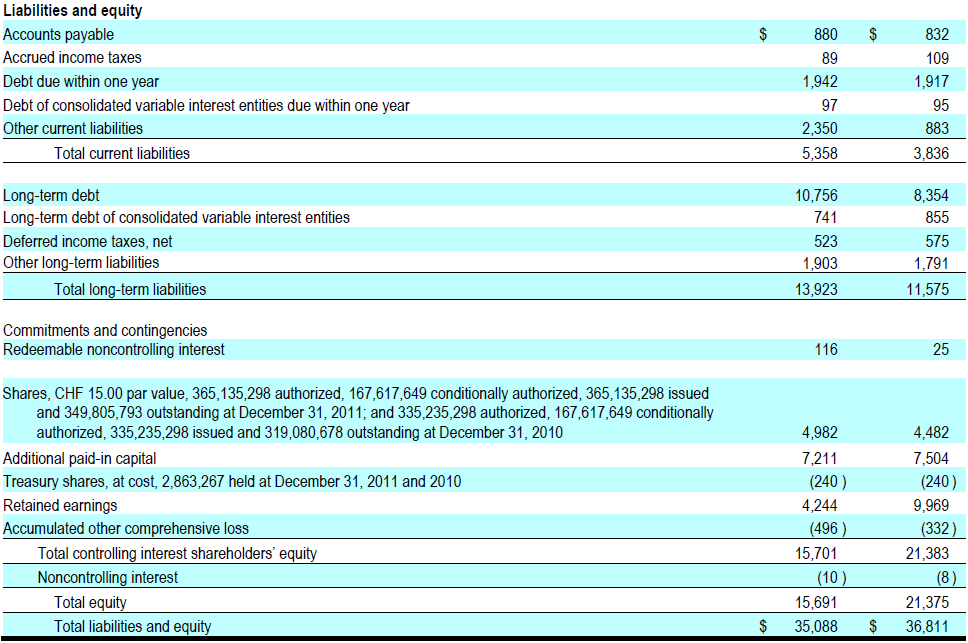 Liabilities and equity
Accounts payable $ 880 $ 832
Accrued income taxes 89 109
Debt due within one year 1,942 1,917
Debt of consolidated variable interest entities due within one year 97 95
Other current liabilities 2,350 883
Total current liabilities 5,358 3,836
Long-term debt 10,756 8,354
Long-term debt of consolidated variable interest entities 741 855
Deferred income taxes, net 523 575
Other long-term liabilities 1,903 1,791
Total long-term liabilities 13,923 11,575
Commitments and contingencies
Redeemable noncontrolling interest 116 25
Shares, CHF 15.00 par value, 365,135,298 authorized, 167,617,649 conditionally authorized, 365,135,298 issued
and 349,805,793 outstanding at December 31, 2011; and 335,235,298 authorized, 167,617,649 conditionally
authorized, 335,235,298 issued and 319,080,678 outstanding at December 31, 2010 4,982 4,482
Additional paid-in capital 7,211 7,504
Treasury shares, at cost, 2,863,267 held at December 31, 2011 and 2010 (240 ) (240 )
Retained earnings 4,244 9,969
Accumulated other comprehensive loss (496 ) (332 )
Total controlling interest shareholders’ equity 15,701 21,383
Noncontrolling interest (10 ) (8 )
Total equity 15,691 21,375
Total liabilities and equity $ 35,088 $ 36,811